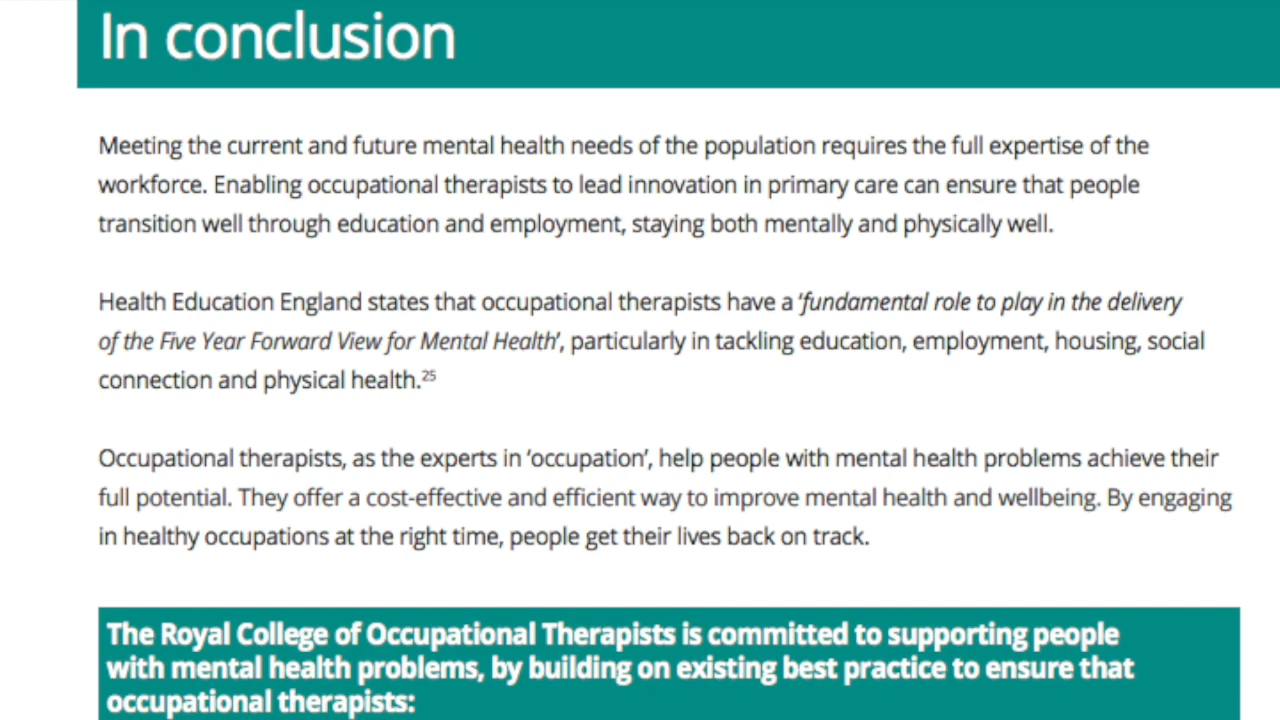 In conclusion
Meeting the current and future mental health needs of the population requires the full expertise of the
workforce. Enabling occupational therapists to lead innovation in primary care can ensure that people
transition well through education and employment, staying both mentally and physically well.
Health Education England states that occupational therapists have a ‘fundamental role to play in the delivery
of the Five Year Forward View for Mental Health’, particularly in tackling education, employment, housing, social
connection and physical health.²⁵
Occupational therapists, as the experts in ‘occupation’, help people with mental health problems achieve their
full potential. They offer a cost-effective and efficient way to improve mental health and wellbeing. By engaging
in healthy occupations at the right time, people get their lives back on track.
The Royal College of Occupational Therapists is committed to supporting people
with mental health problems, by building on existing best practice to ensure that
occupational therapists: